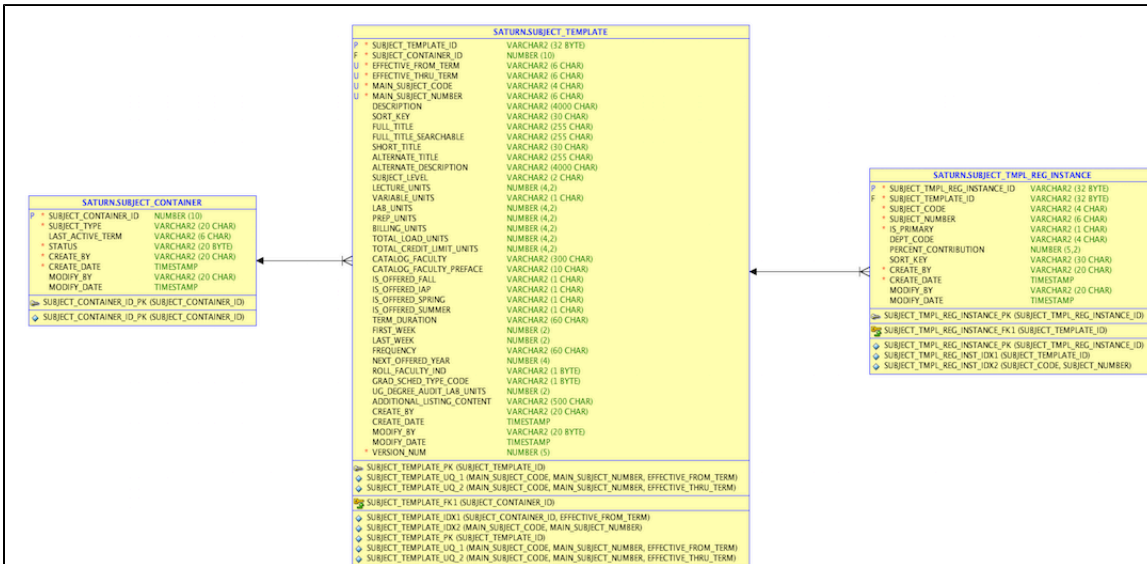 SATURN.SUBJECT_CONTAINER
P * SUBJECT_CONTAINER_ID NUMBER (10)
* SUBJECT_TYPE VARCHAR2 (20 CHAR)
LAST_ACTIVE_TERM VARCHAR2 (6 CHAR)
* STATUS VARCHAR2 (20 BYTE)
* CREATE_BY VARCHAR2 (20 CHAR)
* CREATE_DATE TIMESTAMP
MODIFY_BY VARCHAR2 (20 CHAR)
MODIFY_DATE TIMESTAMP
SUBJECT_CONTAINER_ID_PK (SUBJECT_CONTAINER_ID)
SUBJECT_CONTAINER_ID_PK (SUBJECT_CONTAINER_ID)
SATURN.SUBJECT_TEMPLATE
P * SUBJECT_TEMPLATE_ID VARCHAR2 (32 BYTE)
F * SUBJECT_CONTAINER_ID NUMBER (10)
U * EFFECTIVE_FROM_TERM VARCHAR2 (6 CHAR)
U * EFFECTIVE_THRU_TERM VARCHAR2 (6 CHAR)
U * MAIN_SUBJECT_CODE VARCHAR2 (4 CHAR)
U * MAIN_SUBJECT_NUMBER VARCHAR2 (6 CHAR)
DESCRIPTION VARCHAR2 (4000 CHAR)
SORT_KEY VARCHAR2 (30 CHAR)
FULL_TITLE VARCHAR2 (255 CHAR)
FULL_TITLE_SEARCHABLE VARCHAR2 (255 CHAR)
SHORT_TITLE VARCHAR2 (30 CHAR)
ALTERNATE_TITLE VARCHAR2 (255 CHAR)
ALTERNATE_DESCRIPTION VARCHAR2 (4000 CHAR)
SUBJECT_LEVEL VARCHAR2 (2 CHAR)
LECTURE_UNITS NUMBER (4,2)
VARIABLE_UNITS VARCHAR2 (1 CHAR)
LAB_UNITS NUMBER (4,2)
PREP_UNITS NUMBER (4,2)
BILLING_UNITS NUMBER (4,2)
TOTAL_LOAD_UNITS NUMBER (4,2)
TOTAL_CREDIT_LIMIT_UNITS NUMBER (4,2)
CATALOG_FACULTY VARCHAR2 (300 CHAR)
CATALOG_FACULTY_PREFACE VARCHAR2 (10 CHAR)
IS_OFFERED_FALL VARCHAR2 (1 CHAR)
IS_OFFERED_IAP VARCHAR2 (1 CHAR)
IS_OFFERED_SPRING VARCHAR2 (1 CHAR)
IS_OFFERED_SUMMER VARCHAR2 (1 CHAR)
TERM_DURATION VARCHAR2 (60 CHAR)
FIRST_WEEK NUMBER (2)
LAST_WEEK NUMBER (2)
FREQUENCY VARCHAR2 (60 CHAR)
NEXT_OFFERED_YEAR NUMBER (4)
ROLL_FACULTY_IND VARCHAR2 (1 BYTE)
GRAD_SCHED_TYPE_CODE VARCHAR2 (1 BYTE)
UG_DEGREE_AUDIT_LAB_UNITS NUMBER (2)
ADDITIONAL_LISTING_CONTENT VARCHAR2 (500 CHAR)
CREATE_BY VARCHAR2 (20 CHAR)
CREATE_DATE TIMESTAMP
MODIFY_BY VARCHAR2 (20 BYTE)
MODIFY_DATE TIMESTAMP
* VERSION_NUM NUMBER (5)
SUBJECT_TEMPLATE_PK (SUBJECT_TEMPLATE_ID)
SUBJECT_TEMPLATE_UQ_1 (MAIN_SUBJECT_CODE, MAIN_SUBJECT_NUMBER, EFFECTIVE_FROM_TERM)
SUBJECT_TEMPLATE_UQ_2 (MAIN_SUBJECT_CODE, MAIN_SUBJECT_NUMBER, EFFECTIVE_THRU_TERM)
SUBJECT_TEMPLATE_FK1 (SUBJECT_CONTAINER_ID)
SUBJECT_TEMPLATE_IDX1 (SUBJECT_CONTAINER_ID, EFFECTIVE_FROM_TERM)
SUBJECT_TEMPLATE_IDX2 (MAIN_SUBJECT_CODE, MAIN_SUBJECT_NUMBER)
SUBJECT_TEMPLATE_PK (SUBJECT_TEMPLATE_ID)
SUBJECT_TEMPLATE_UQ_1 (MAIN_SUBJECT_CODE, MAIN_SUBJECT_NUMBER, EFFECTIVE_FROM_TERM)
SUBJECT_TEMPLATE_UQ_2 (MAIN_SUBJECT_CODE, MAIN_SUBJECT_NUMBER, EFFECTIVE_THRU_TERM)
SATURN.SUBJECT_TMPL_REG_INSTANCE
P * SUBJECT_TMPL_REG_INSTANCE_ID VARCHAR2 (32 BYTE)
F * SUBJECT_TEMPLATE_ID VARCHAR2 (32 BYTE)
* SUBJECT_CODE VARCHAR2 (4 CHAR)
* SUBJECT_NUMBER VARCHAR2 (6 CHAR)
* IS_PRIMARY VARCHAR2 (1 CHAR)
DEPT_CODE VARCHAR2 (4 CHAR)
PERCENT_CONTRIBUTION NUMBER (5,2)
SORT_KEY VARCHAR2 (30 CHAR)
* CREATE_BY VARCHAR2 (20 CHAR)
* CREATE_DATE TIMESTAMP
MODIFY_BY VARCHAR2 (20 CHAR)
MODIFY_DATE TIMESTAMP
SUBJECT_TMPL_REG_INSTANCE_PK (SUBJECT_TMPL_REG_INSTANCE_ID)
SUBJECT_TMPL_REG_INSTANCE_FK1 (SUBJECT_TEMPLATE_ID)
SUBJECT_TMPL_REG_INSTANCE_PK (SUBJECT_TMPL_REG_INSTANCE_ID)
SUBJECT_TMPL_REG_INST_IDX1 (SUBJECT_TEMPLATE_ID)
SUBJECT_TMPL_REG_INST_IDX2 (SUBJECT_CODE, SUBJECT_NUMBER)